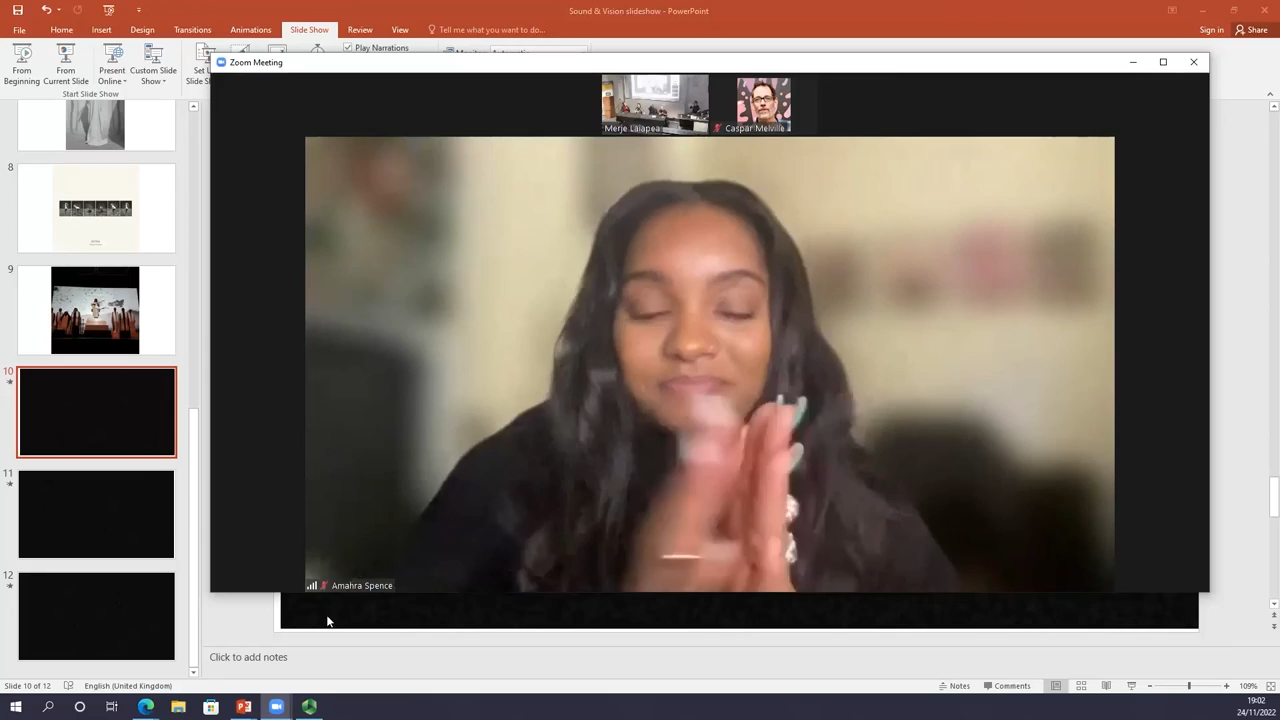 Sound & Vision slideshow - PowerPoint
File Home Insert Design Transitions Animations Slide Show Review View Tell me what you want to do... Sign in Share
Play Narrations
From Beginning
From Current Slide
Present Online
Custom Slide Show
Start Slide Show
Zoom Meeting
Merje Laiapea
Caspar Melville
8
9
10
11
12
Amahra Spence
Click to add notes
Slide 10 of 12 English (United Kingdom) Notes Comments 109%
19:02
24/11/2022